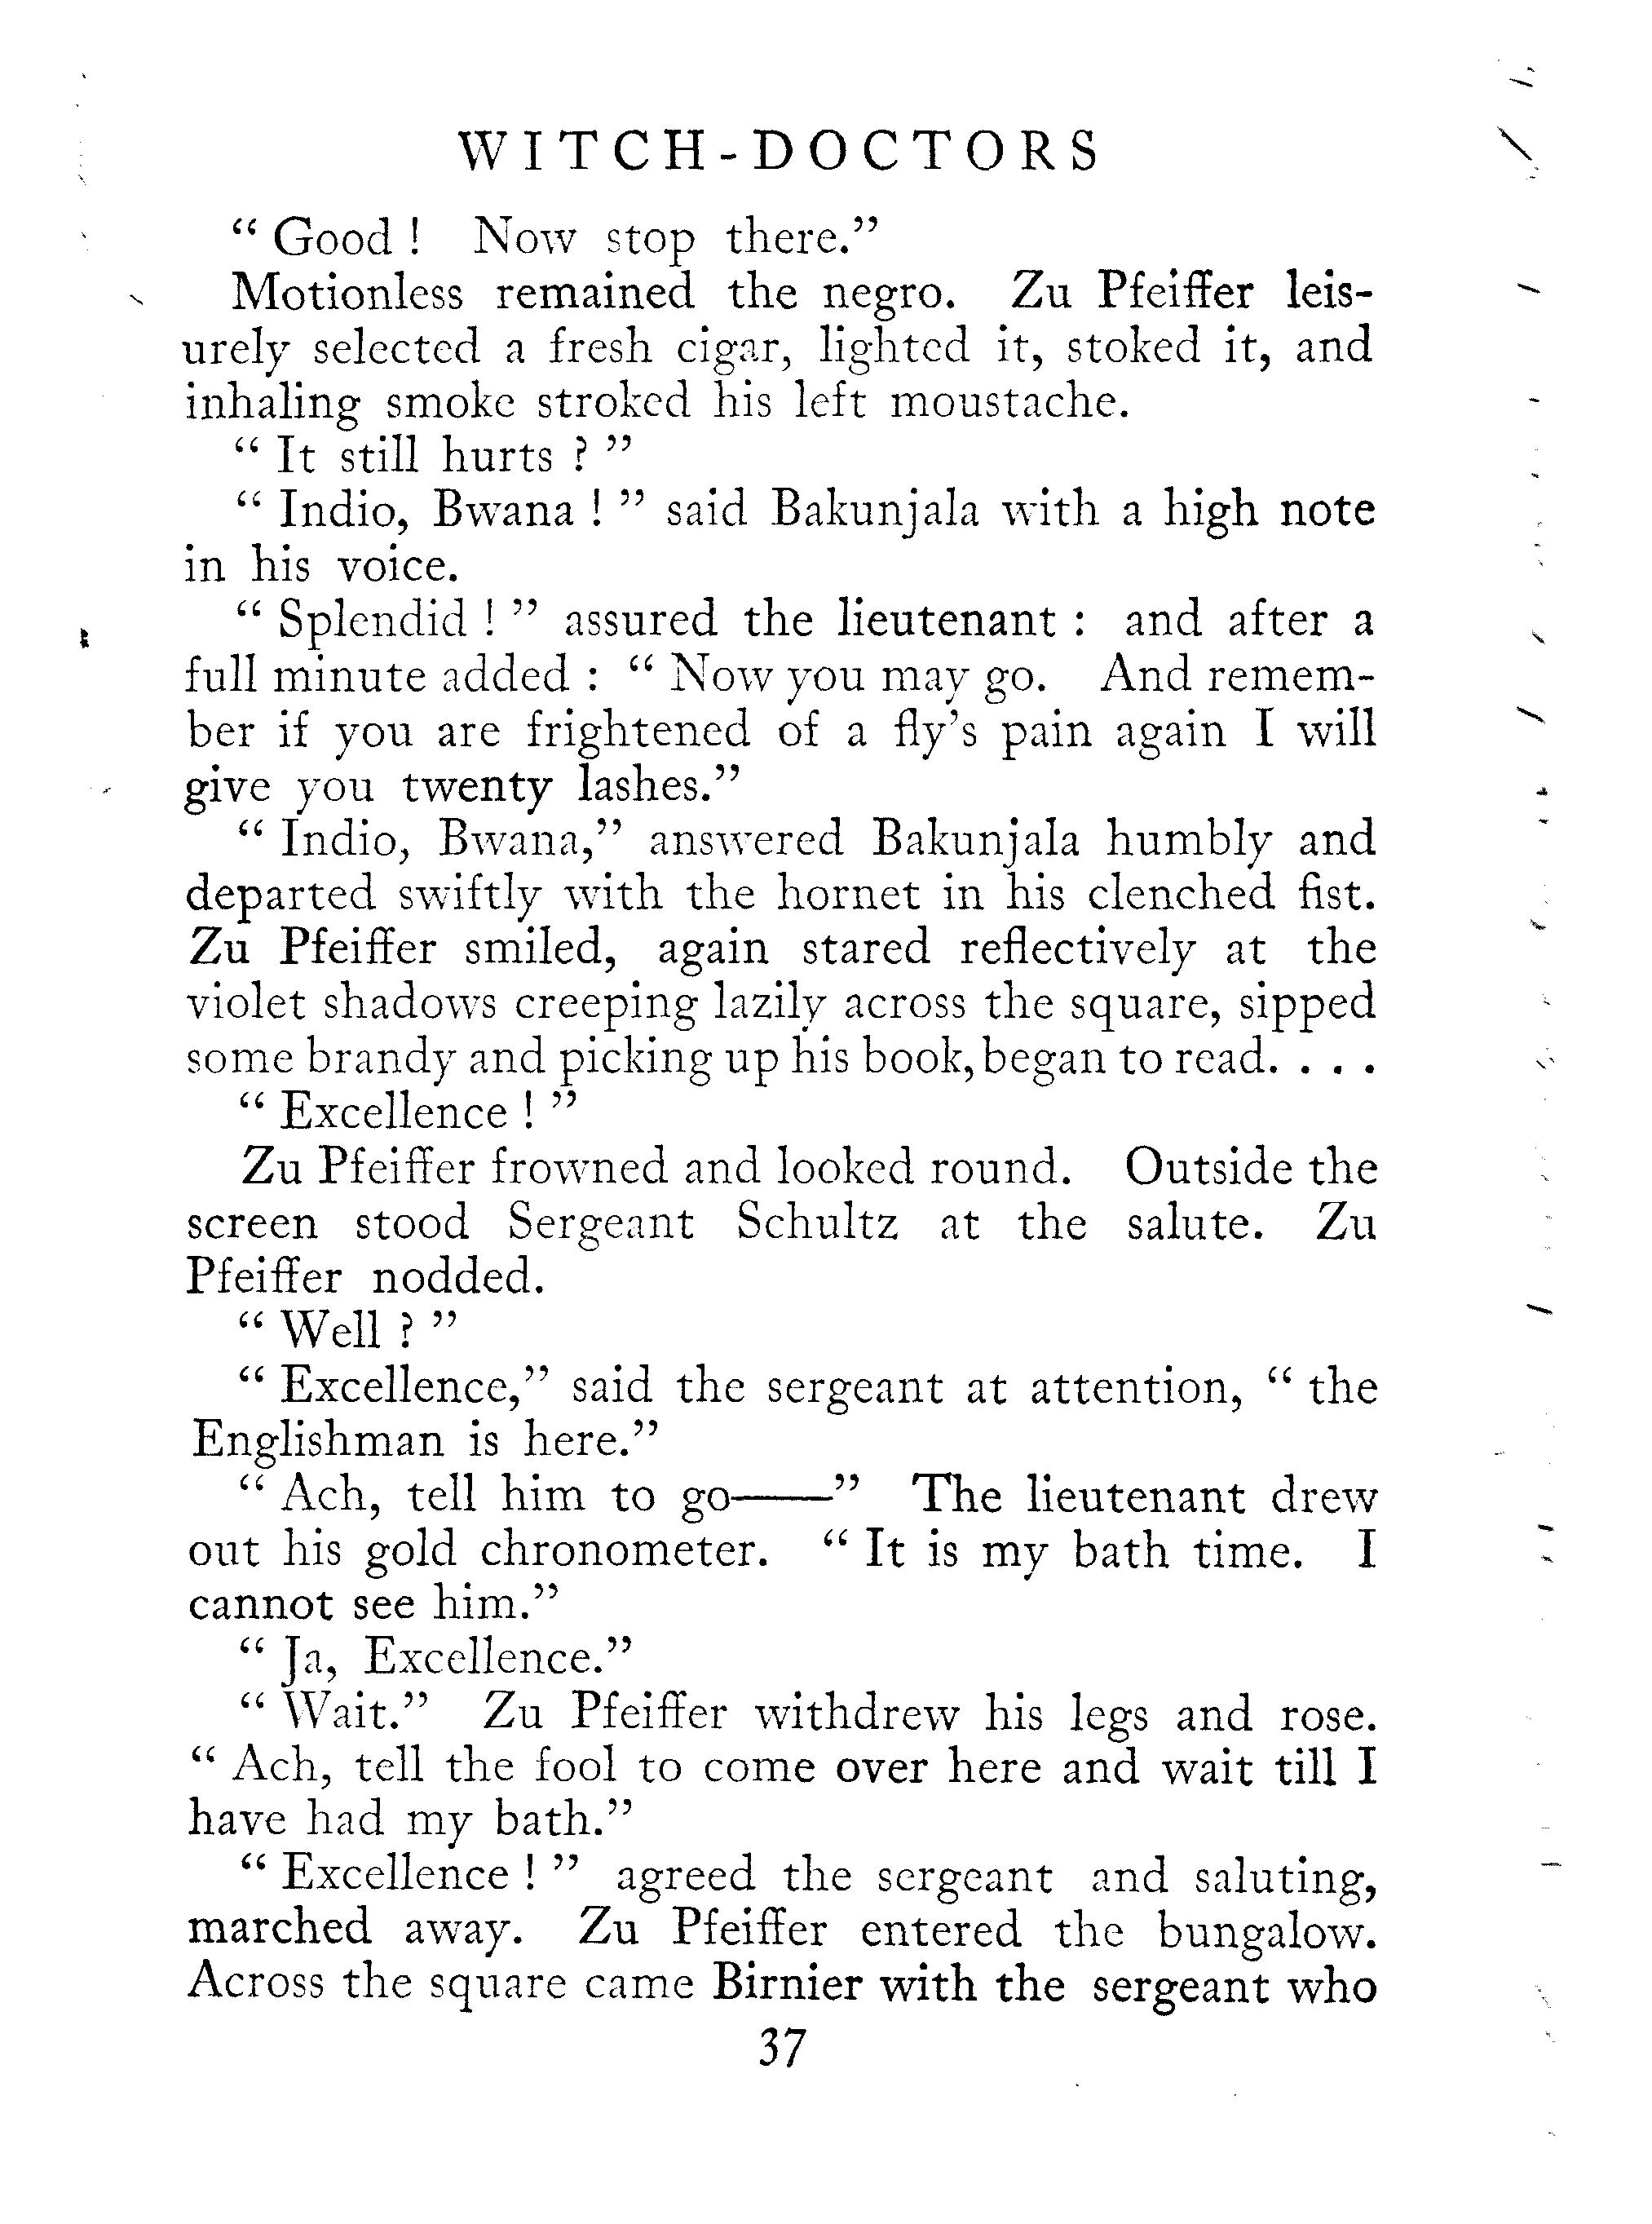 WITCH-DOCTORS
“ Good ! Now stop there.”
Motionless remained the negro. Zu Pfeiffer leis-
urely selected a fresh cigar, lighted it, stoked it, and
inhaling smoke stroked his left moustache.
“ It still hurts ? ”
“ Indio, Bwana ! ” said Bakunjala with a high note
in his voice.
“ Splendid ! ” assured the lieutenant : and after a
full minute added : “ Now you may go. And remem-
ber if you are frightened of a fly’s pain again I will
give you twenty lashes.”
“ Indio, Bwana,” answered Bakunjala humbly and
departed swiftly with the hornet in his clenched fist.
Zu Pfeiffer smiled, again stared reflectively at the
violet shadows creeping lazily across the square, sipped
some brandy and picking up his book, began to read. . . .
“ Excellence ! ”
Zu Pfeiffer frowned and looked round. Outside the
screen stood Sergeant Schultz at the salute. Zu
Pfeiffer nodded.
“ Well ? ”
“ Excellence,” said the sergeant at attention, “ the
Englishman is here.”
“ Ach, tell him to go——” The lieutenant drew
out his gold chronometer. “ It is my bath time. I
cannot see him.”
“ Ja, Excellence.”
“ Wait.” Zu Pfeiffer withdrew his legs and rose.
“ Ach, tell the fool to come over here and wait till I
have had my bath.”
“ Excellence ! ” agreed the sergeant and saluting,
marched away. Zu Pfeiffer entered the bungalow.
Across the square came Birnier with the sergeant who
37